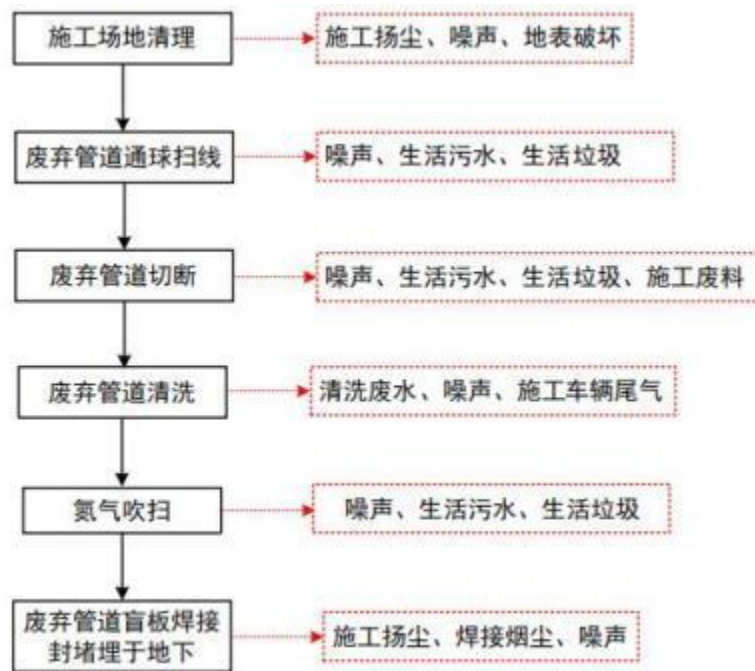 施工场地清理
施工扬尘、噪声、地表破坏
废弃管道通球扫线
噪声、生活污水、生活垃圾
废弃管道切断
噪声、生活污水、生活垃圾、施工废料
废弃管道清洗
清洗废水、噪声、施工车辆尾气
氮气吹扫
噪声、生活污水、生活垃圾
废弃管道盲板焊接
封堵埋于地下
施工扬尘、焊接烟尘、噪声